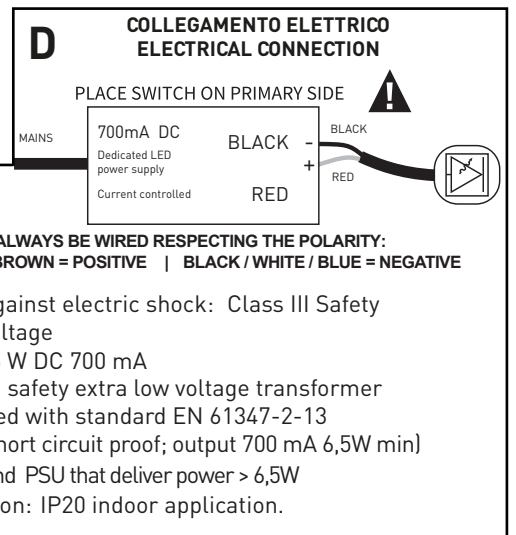 D
COLLEGAMENTO ELETTRICO
ELECTRICAL CONNECTION
PLACE SWITCH ON PRIMARY SIDE
!
MAINS
700mA DC
Dedicated LED
power supply
Current controlled
BLACK -
+
RED
BLACK
RED
ALWAYS BE WIRED RESPECTING THE POLARITY:
BROWN = POSITIVE | BLACK / WHITE / BLUE = NEGATIVE
gainst electric shock: Class III Safety
ltage
W DC 700 mA
safety extra low voltage transformer
ed with standard EN 61347-2-13
hort circuit proof; output 700 mA 6,5W min)
nd PSU that deliver power > 6,5W
on: IP20 indoor application.